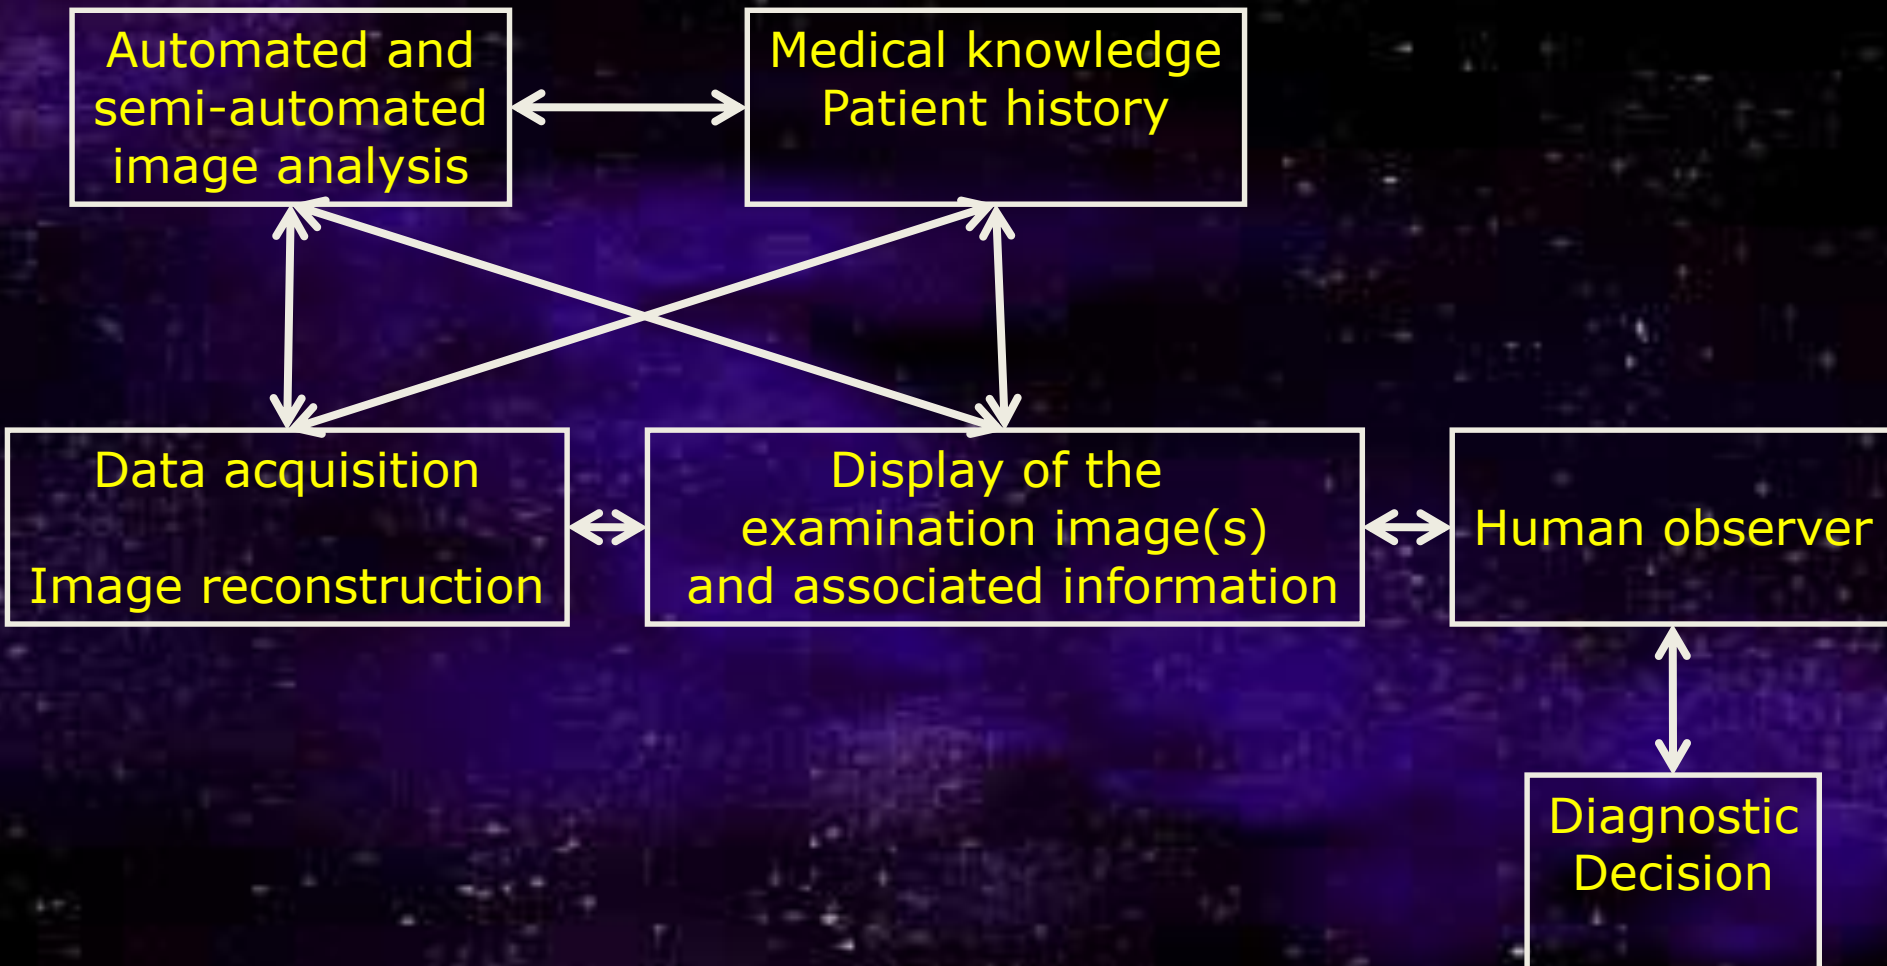 Automated and
semi-automated
image analysis
Medical knowledge
Patient history
Data acquisition
Image reconstruction
Display of the
examination image(s)
and associated information
Human observer
Diagnostic
Decision